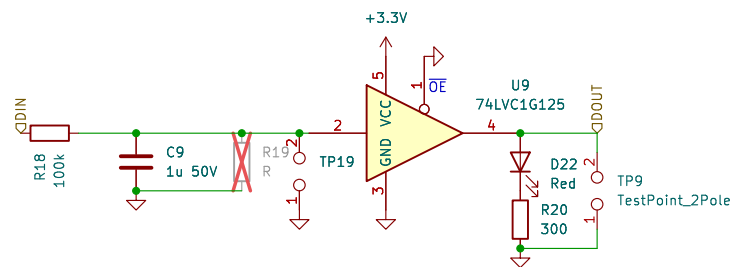 +3.3V
DIN
R18
100k
C9
1u 50V
R19
R
2
1
TP19
2
5
VCC
GND
3
1
OE
U9
74LVC1G125
4
DOUT
D22
Red
R20
300
2
1
TP9
TestPoint_2Pole